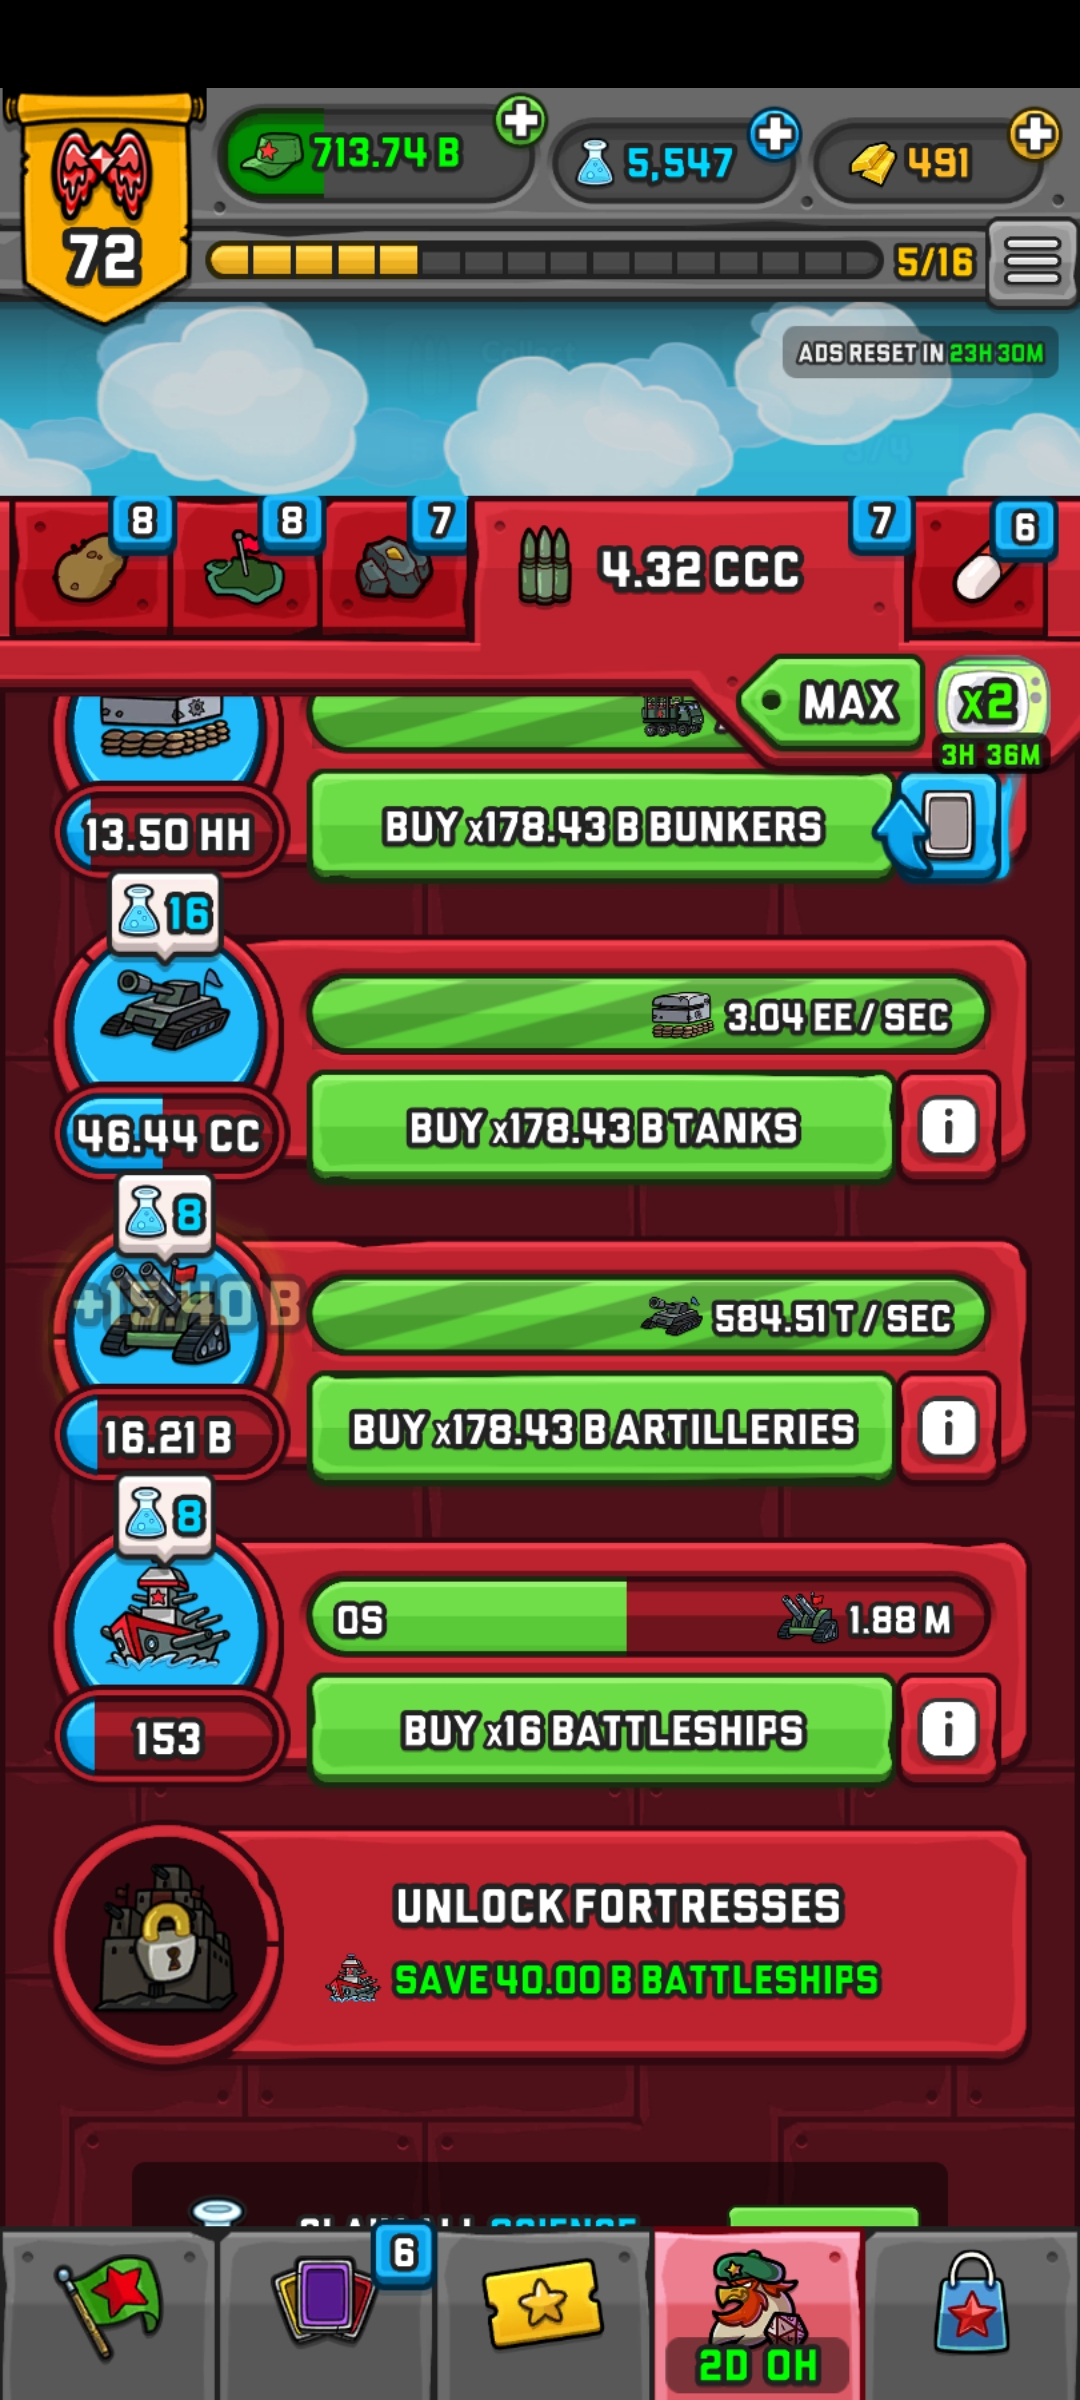 713.74 B
5,547
491
72
5/16
ADS RESET IN 23H 30M
8
8
7
4.32 CCC
7
6
MAX
x2
3H 36M
13.50 HH
BUY x178.43 B BUNKERS
16
3.04 EE / SEC
46.44 CC
BUY x178.43 B TANKS
i
8
+15.40 B
584.51 T / SEC
16.21 B
BUY x178.43 B ARTILLERIES
i
8
0S
1.88 M
153
BUY x16 BATTLESHIPS
i
UNLOCK FORTRESSES
SAVE 40.00 B BATTLESHIPS
6
2D 0H